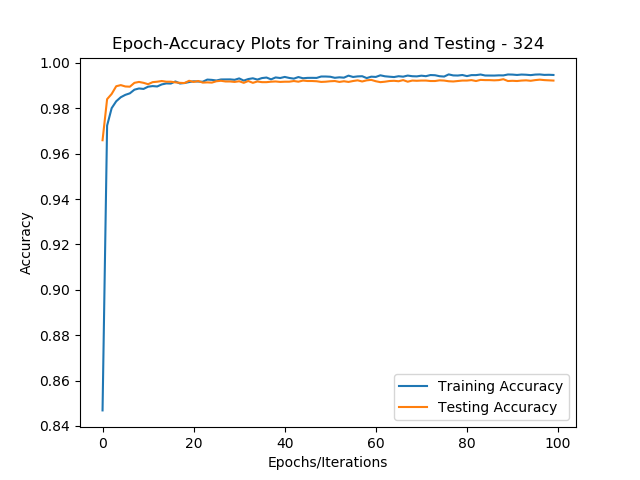 Epoch-Accuracy Plots for Training and Testing - 324
1.00
0.98
0.96
0.94
0.92
0.90
0.88
0.86
0.84
Accuracy
Training Accuracy
Testing Accuracy
0 20 40 60 80 100
Epochs/Iterations